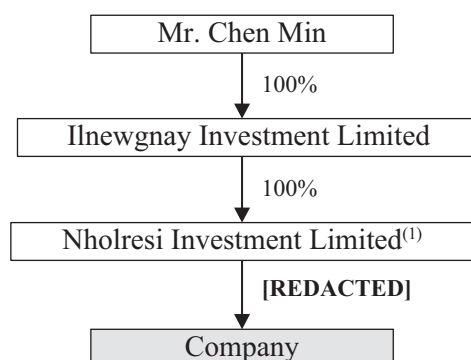 Mr. Chen Min
100%
Ilnewgnay Investment Limited
100%
Nholresi Investment Limited(1)
[REDACTED]
Company